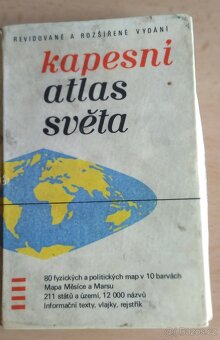 REVIDOVANÉ A ROZŠÍŘENÉ VYDÁNÍ
kapesní
atlas
světa
80 fyzických a politických map v 10 barvách
Mapa Měsíce a Marsu
211 států a území, 12 000 názvů
Informační texty, vlajky, rejstřík